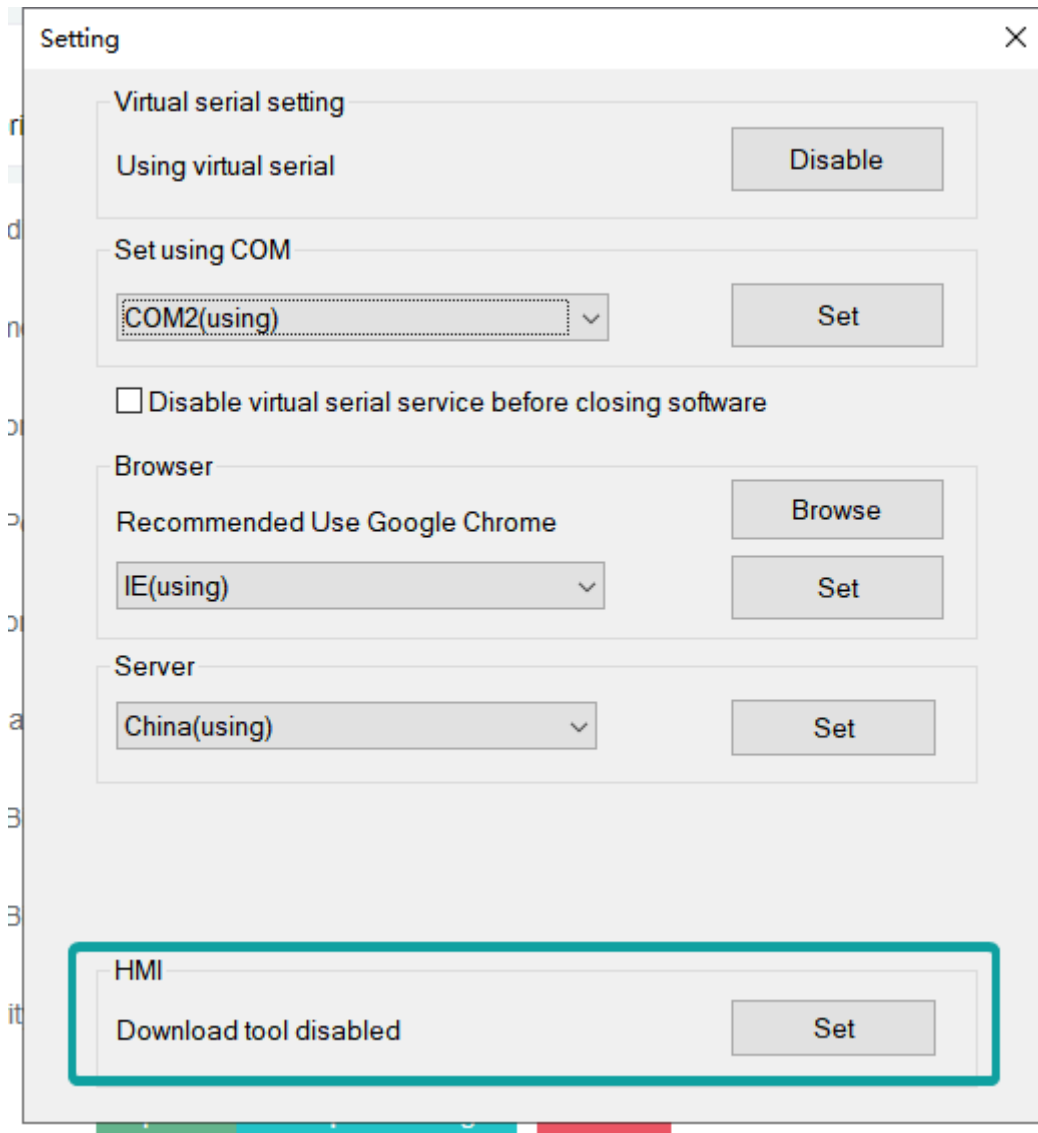 Setting
Virtual serial setting
Using virtual serial
Disable
Set using COM
COM2(using)
Set
Disable virtual serial service before closing software
Browser
Recommended Use Google Chrome
Browse
IE(using)
Set
Server
China(using)
Set
HMI
Download tool disabled
Set